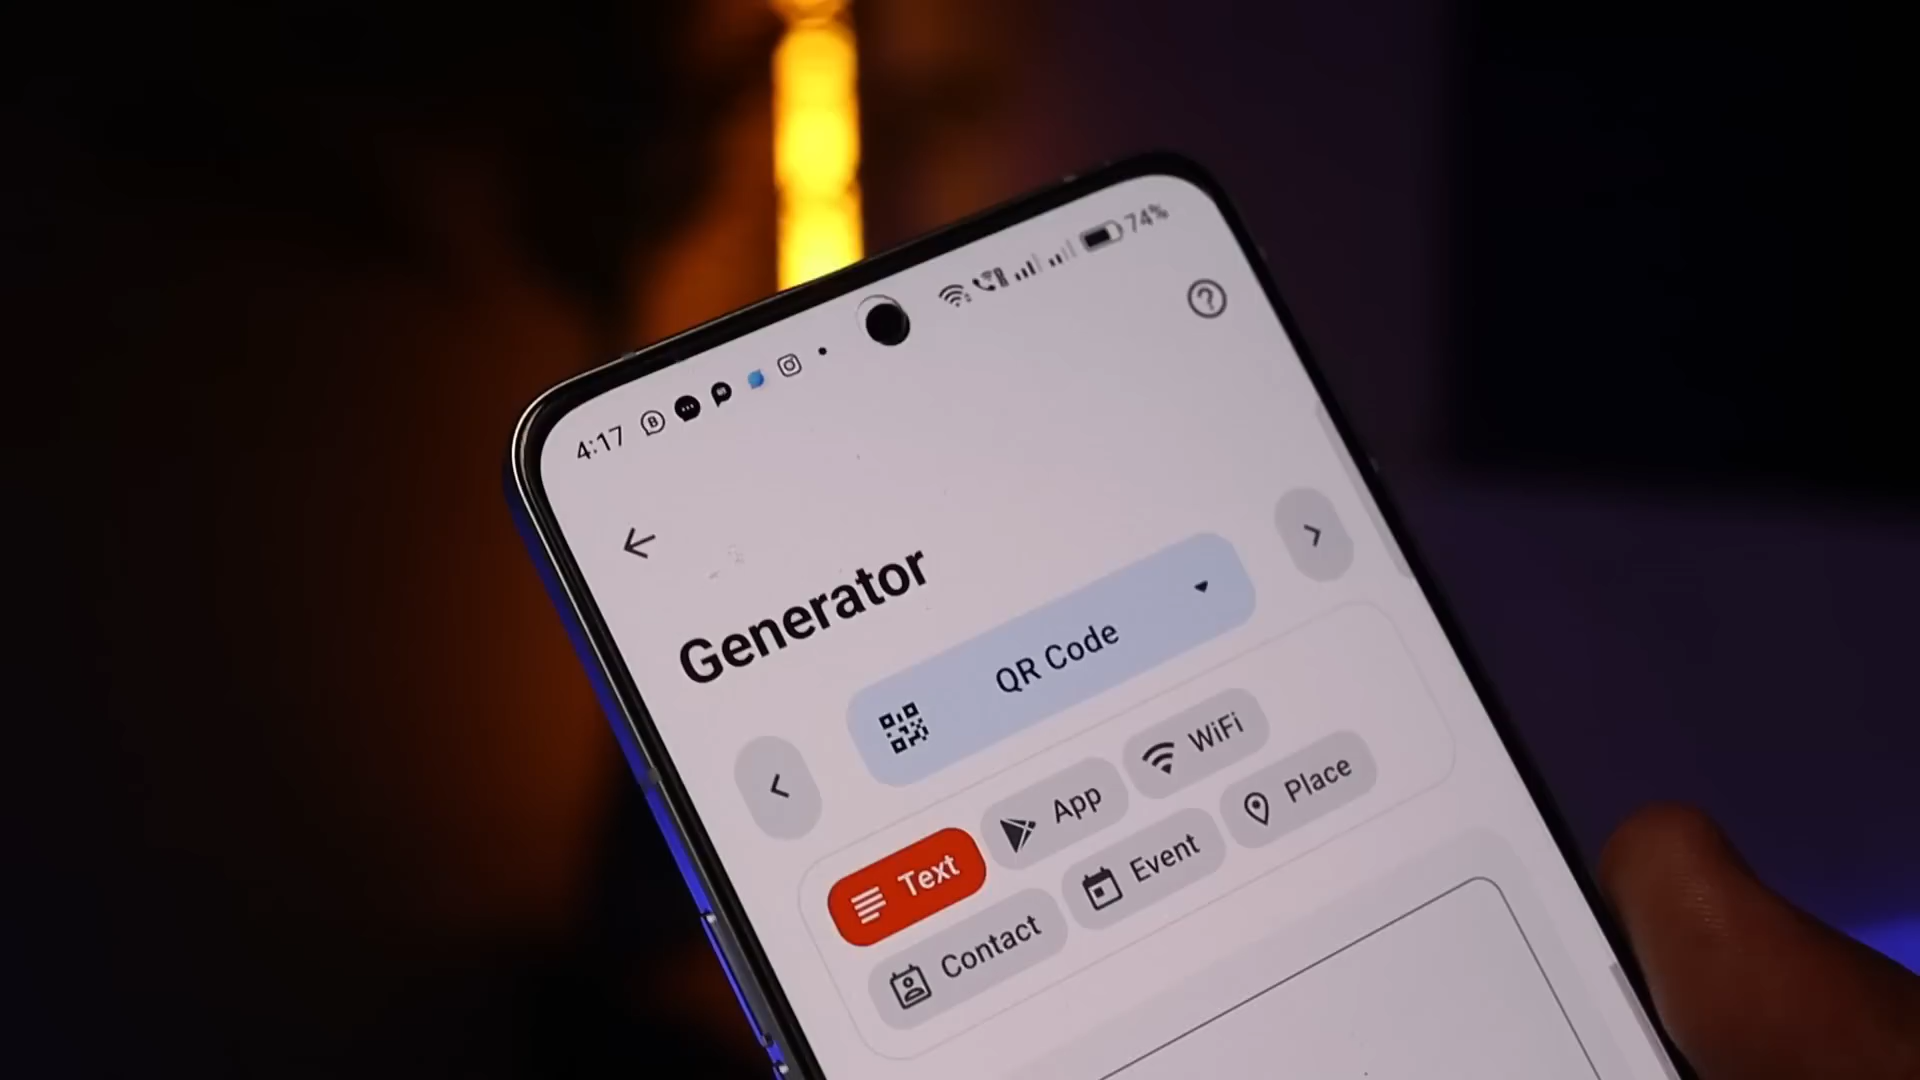 4:17 74%
Generator
QR Code
Text App WiFi
Contact Event Place